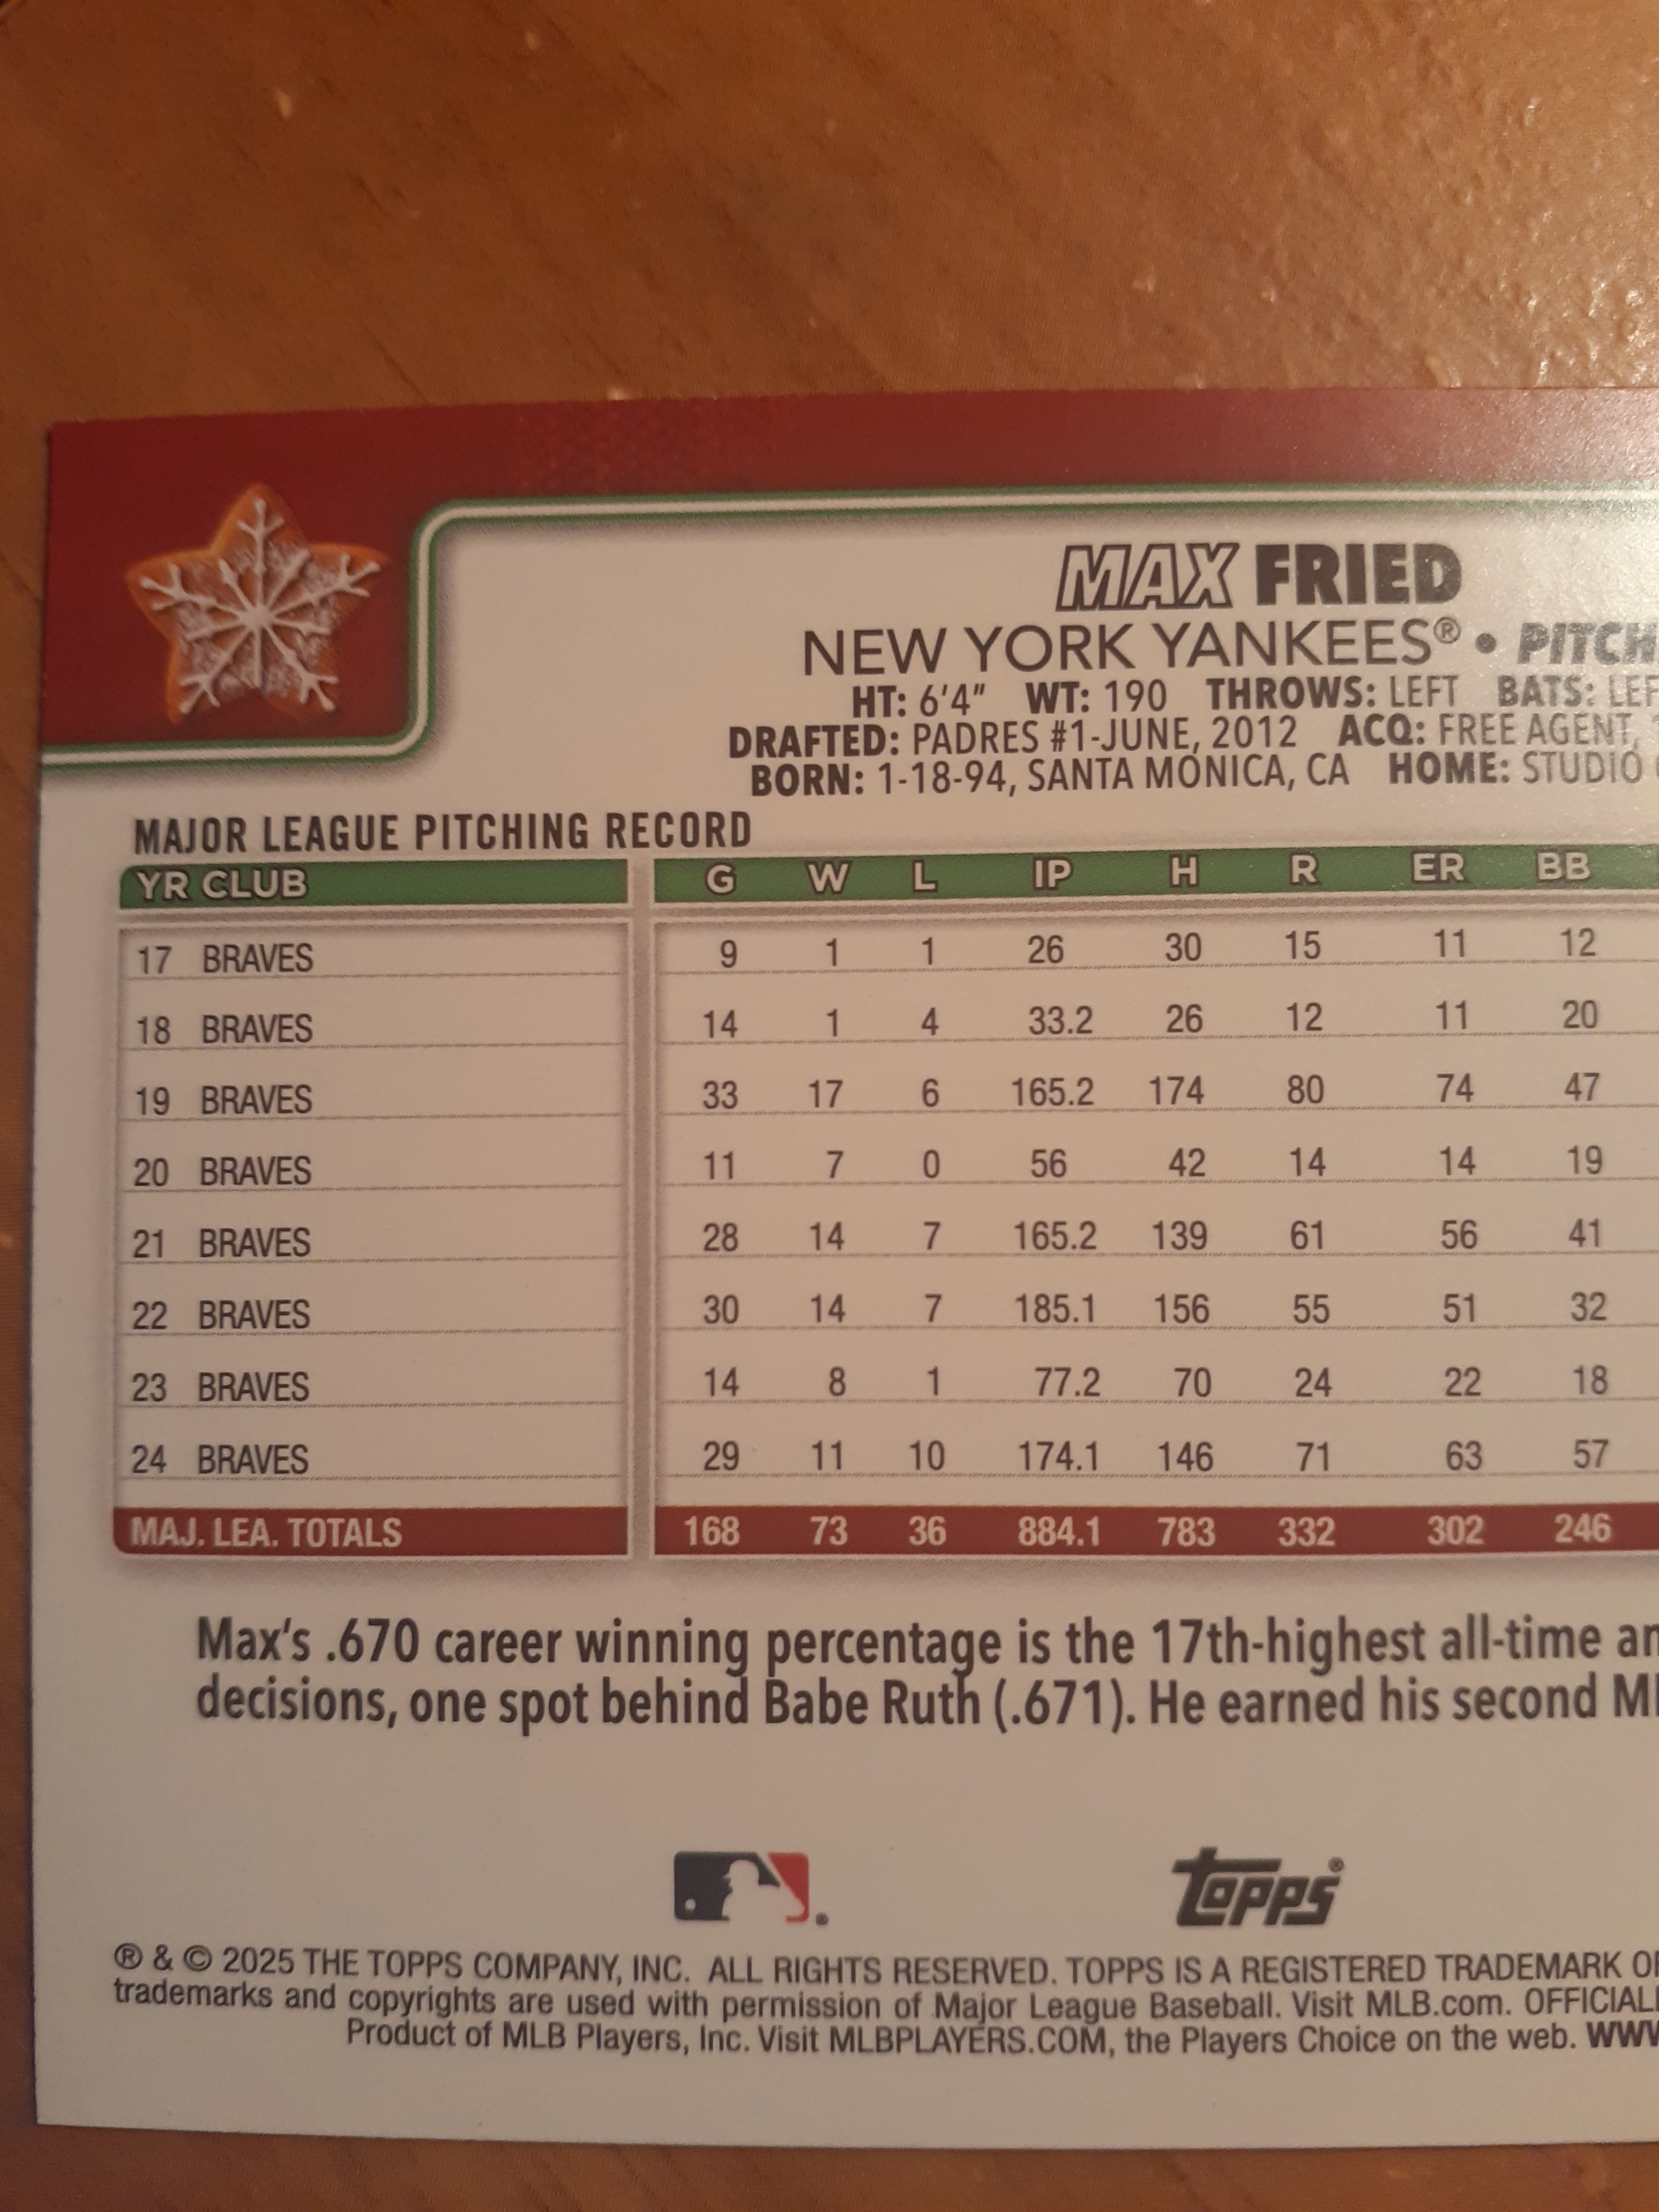 MAX FRIED
NEW YORK YANKEES® • PITCH
HT: 6'4" WT: 190 THROWS: LEFT BATS: LEF
DRAFTED: PADRES #1-JUNE, 2012 ACQ: FREE AGENT,
BORN: 1-18-94, SANTA MONICA, CA HOME: STUDIO
MAJOR LEAGUE PITCHING RECORD
YR CLUB G W L IP H R ER BB
17 BRAVES 9 1 1 26 30 15 11 12
18 BRAVES 14 1 4 33.2 26 12 11 20
19 BRAVES 33 17 6 165.2 174 80 74 47
20 BRAVES 11 7 0 56 42 14 14 19
21 BRAVES 28 14 7 165.2 139 61 56 41
22 BRAVES 30 14 7 185.1 156 55 51 32
23 BRAVES 14 8 1 77.2 70 24 22 18
24 BRAVES 29 11 10 174.1 146 71 63 57
MAJ. LEA. TOTALS 168 73 36 884.1 783 332 302 246
Max's .670 career winning percentage is the 17th-highest all-time
decisions, one spot behind Babe Ruth (.671). He earned his second
topps®
® & © 2025 THE TOPPS COMPANY, INC. ALL RIGHTS RESERVED. TOPPS IS A REGISTERED TRADEMARK
trademarks and copyrights are used with permission of Major League Baseball. Visit MLB.com. OFFICIAL
Product of MLB Players, Inc. Visit MLBPLAYERS.COM, the Players Choice on the web. WWW